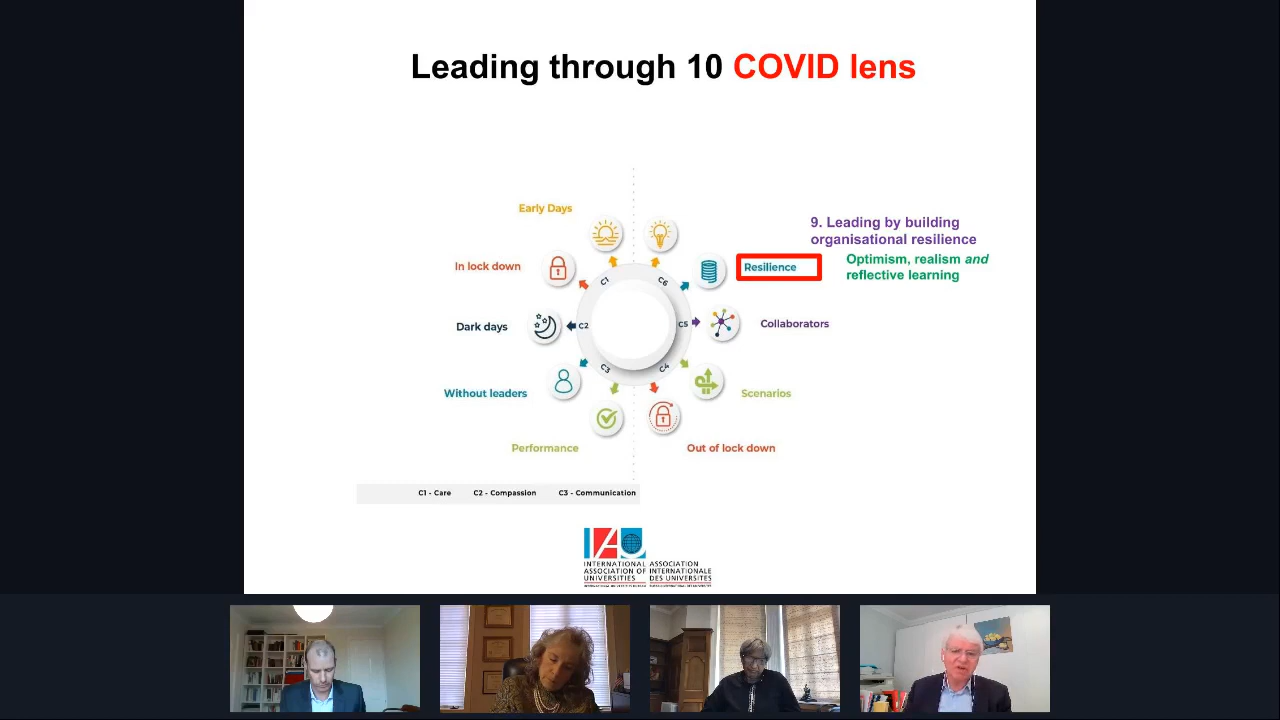 Leading through 10 COVID lens
Early Days
9. Leading by building
organisational resilience
In lock down
Resilience
Optimism, realism and
reflective learning
C1
C6
Dark days
C2
C5
Collaborators
C3
C4
Without leaders
Scenarios
Performance
Out of lock down
C1 - Care C2 - Compassion C3 - Communication
IAU
INTERNATIONAL
ASSOCIATION OF
UNIVERSITIES
ASSOCIATION
INTERNATIONALE
DES UNIVERSITES